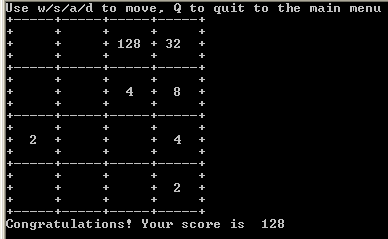 Use w/s/a/d to move, Q to quit to the main menu
128 32
4 8
2 4
2
Congratulations! Your score is 128